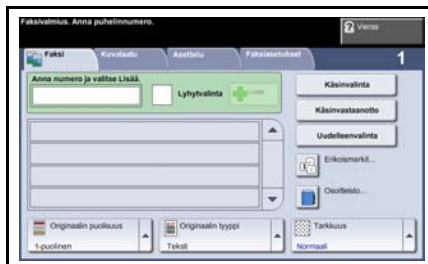 Faksivalmius. Anna puhelinnumero.
Vieras
Faksi
Kuvalaatu
Asettelu
Faksiasetukset
1
Anna numero ja valitse Lisää.
Lyhytvalinta
Lisää
Käsinvalinta
Käsinvastaanotto
Uudelleenvalinta
Erikoismerkit...
Osoitteisto...
Originaalin puolisuus
1-puolinen
Originaalin tyyppi
Teksti
Tarkkuus
Normaali